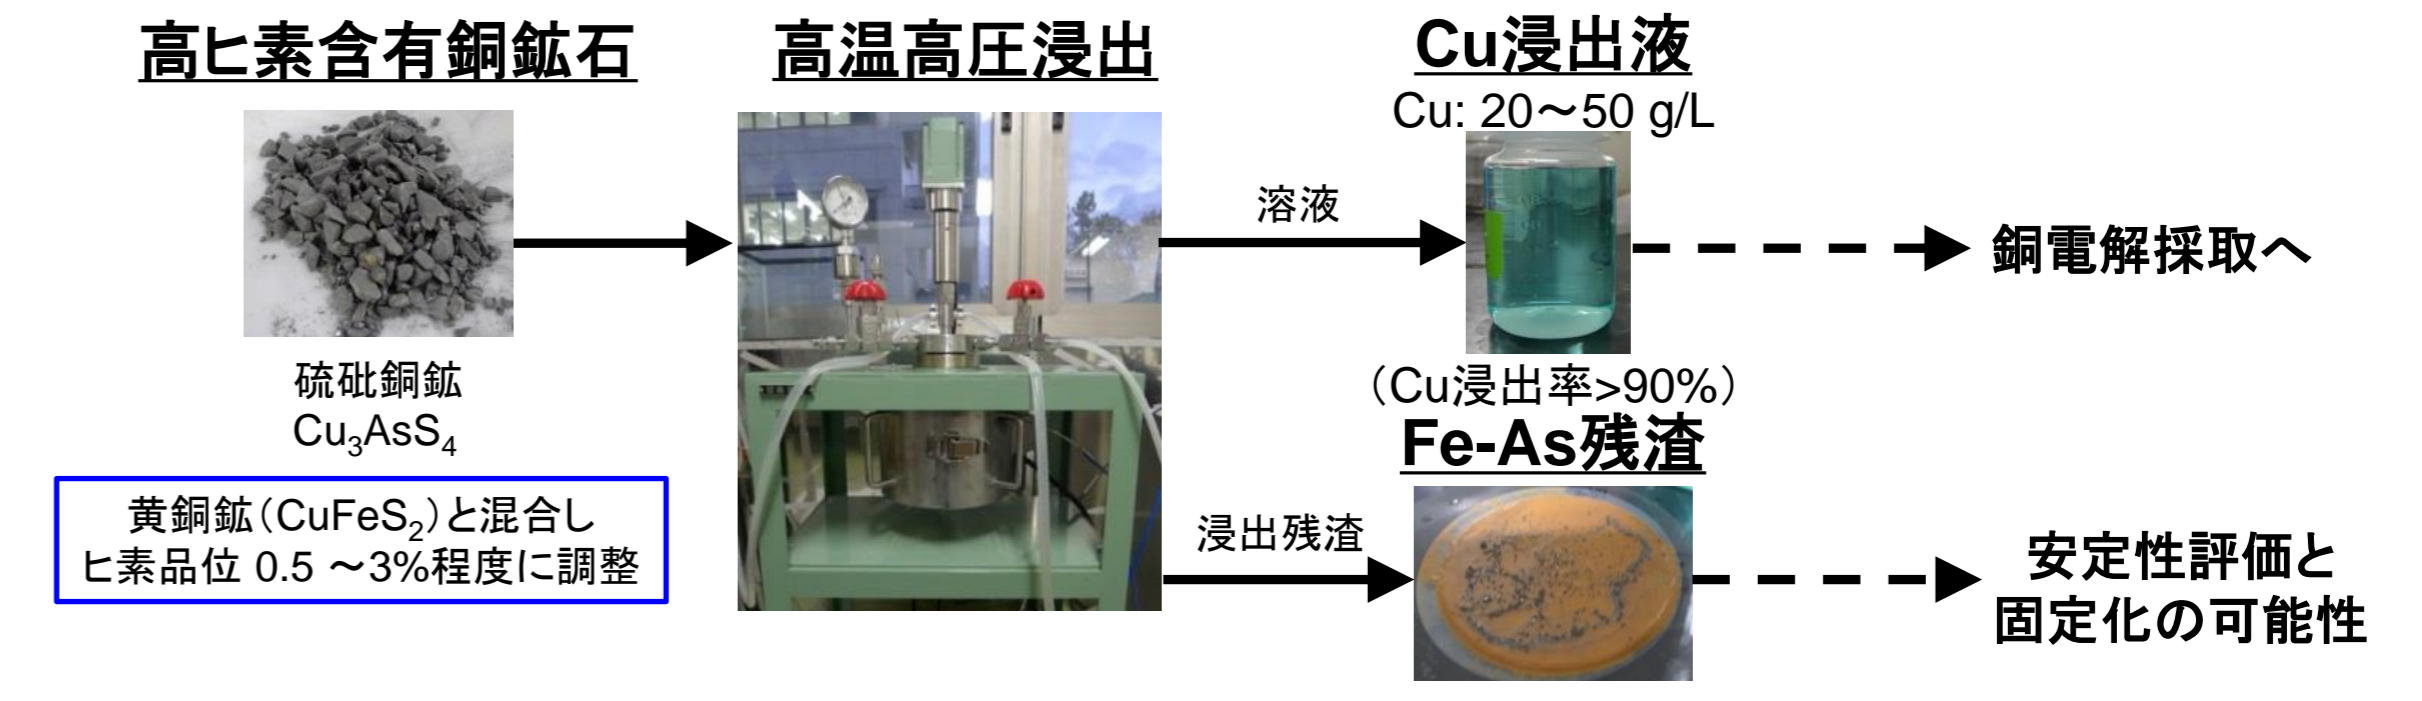 高ヒ素含有銅鉱石
硫砒銅鉱
Cu₃AsS₄
黄銅鉱（CuFeS₂）と混合し
ヒ素品位 0.5 ～3%程度に調整
高温高圧浸出
溶液
浸出残渣
Cu浸出液
Cu: 20～50 g/L
（Cu浸出率>90%）
Fe-As残渣
銅電解採取へ
安定性評価と
固定化の可能性